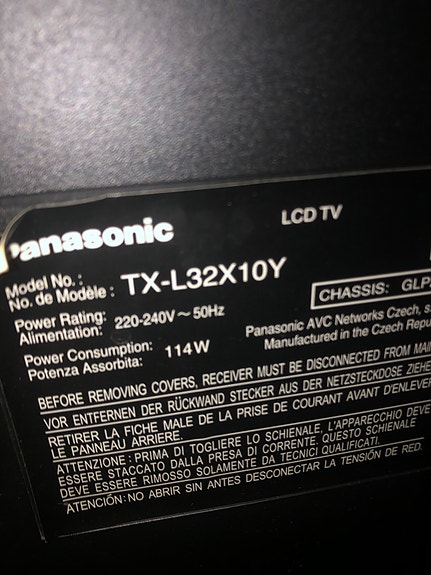 Panasonic
LCD TV
Model No.:
No. de Modèle:
TX-L32X10Y
Power Rating:
Alimentation:
220-240V~50Hz
CHASSIS:
Power Consumption:
Potenza Assorbita:
114W
Panasonic AVC Networks Czech,
Manufactured in the Czech
BEFORE REMOVING COVERS, RECEIVER MUST BE DISCONNECTED FROM
VOR ENTFERNEN DER RÜCKWAND STECKER AUS DER NETZSTECKDOSE
RETIRER LA FICHE MALE DE LA PRISE DE COURANT AVANT
LE PANNEAU ARRIERE.
ATTENZIONE: PRIMA DI TOGLIERE LO SCHIENALE, L'APPARECCHIO DEVE
ESSERE STACCATO DALLA PRESA DI CORRENTE. QUESTO SCHIENALE
DEVE ESSERE RIMOSSO SOLAMENTE DA TECNICI QUALIFICATI.
ATENCIÓN: NO ABRIR SIN ANTES DESCONECTAR LA TENSIÓN DE RED.